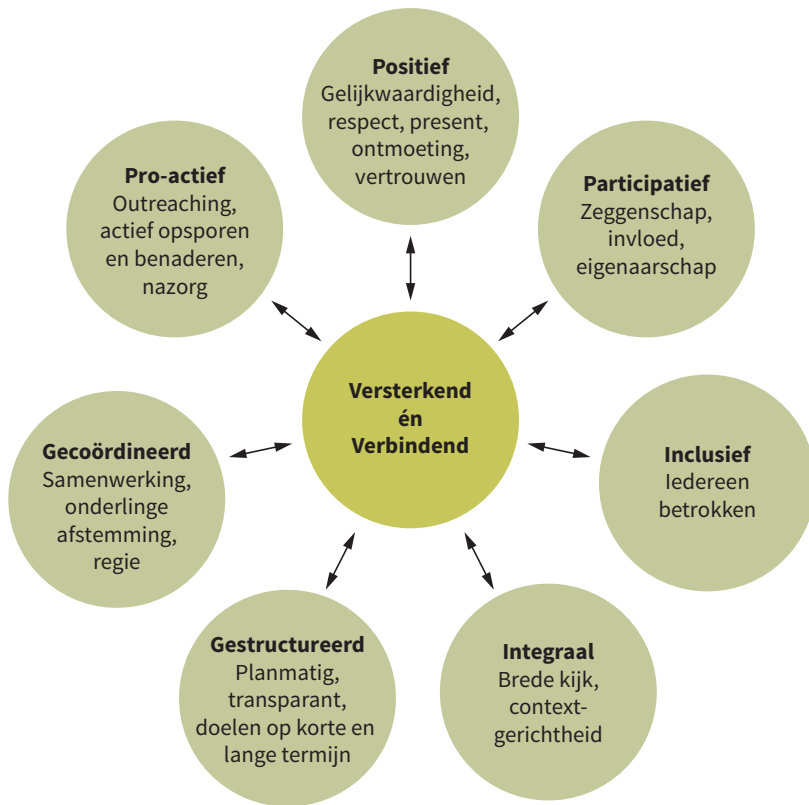 Positief
Gelijkwaardigheid,
respect, present,
ontmoeting,
vertrouwen
Participatief
Zeggenschap,
invloed,
eigenaarschap
Inclusief
Iedereen
betrokken
Integraal
Brede kijk,
context-
gerichtheid
Gestructureerd
Planmatig,
transparant,
doelen op korte en
lange termijn
Gecoördineerd
Samenwerking,
onderlinge
afstemming,
regie
Pro-actief
Outreaching,
actief opsporen
en benaderen,
nazorg
Versterkend
én
Verbindend